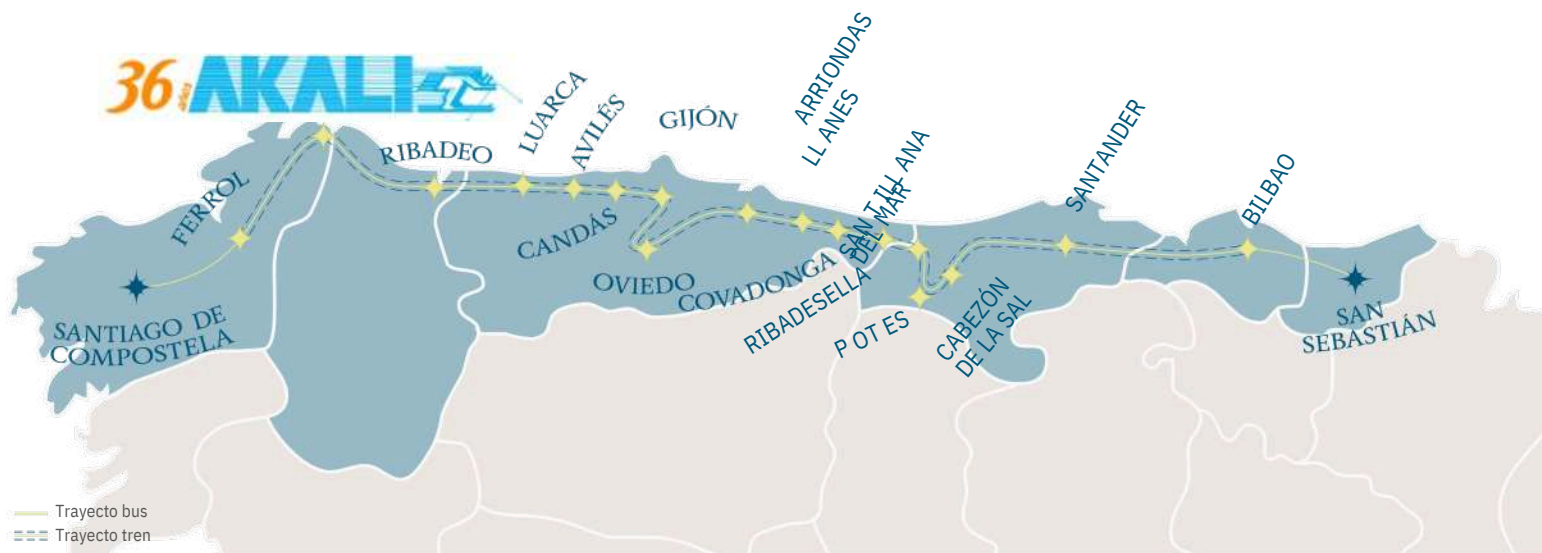 36 años AKALI
ARRIONDAS
LL ANES
GIJÓN
LUARCA
AVILÉS
RIBADEO
SAN T ILL ANA
DEL MAR
SANTANDER
BILBAO
FERROL
CANDÁS
OVIEDO
COVADONGA
RIBADESELLA
P OT ES
CABEZÓN
DE LA SAL
SANTIAGO DE
COMPOSTELA
SAN
SEBASTIÁN
Trayecto bus
Trayecto tren